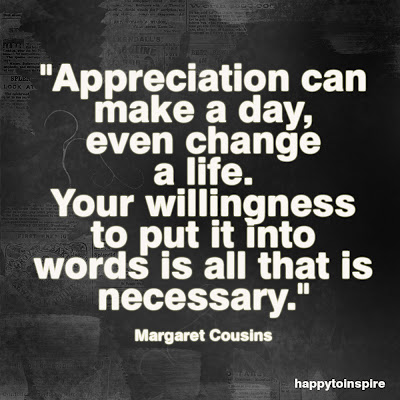 "Appreciation can
make a day,
even change
a life.
Your willingness
to put it into
words is all that is
necessary."
Margaret Cousins
happytoinspire